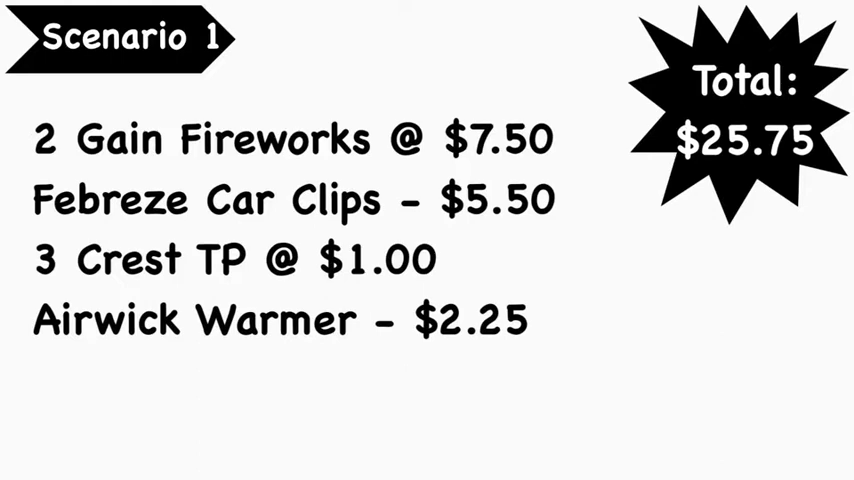 Scenario 1
Total:
$25.75
2 Gain Fireworks @ $7.50
Febreze Car Clips - $5.50
3 Crest TP @ $1.00
Airwick Warmer - $2.25